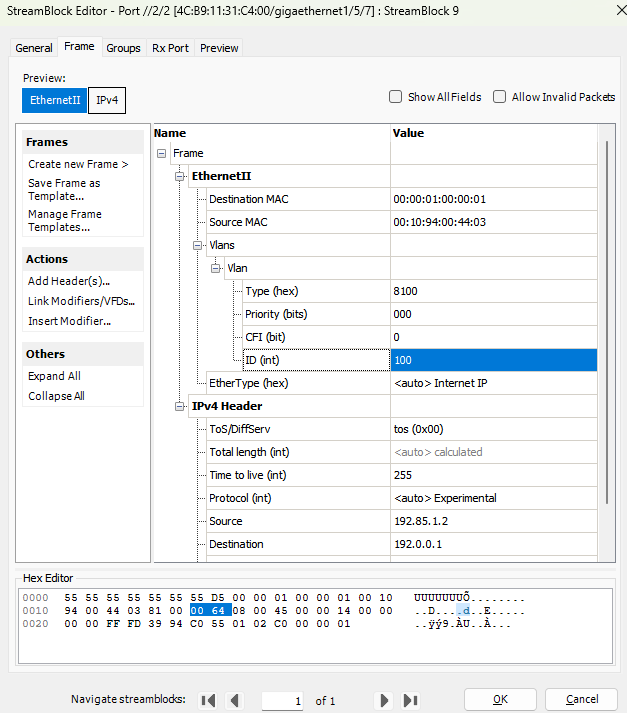 StreamBlock Editor - Port //2/2 [4C:B9:11:31:C4:00/gigaethernet1/5/7] : StreamBlock 9
General Frame Groups Rx Port Preview
Preview:
EthernetII IPv4
Show All Fields Allow Invalid Packets
Frames
Create new Frame >
Save Frame as
Template...
Manage Frame
Templates...
Actions
Add Header(s)...
Link Modifiers/VFDs...
Insert Modifier...
Others
Expand All
Collapse All
Name Value
Frame
EthernetII
Destination MAC 00:00:01:00:00:01
Source MAC 00:10:94:00:44:03
Vlans
Vlan
Type (hex) 8100
Priority (bits) 000
CFI (bit) 0
ID (int) 100
EtherType (hex) <auto> Internet IP
IPv4 Header
ToS/DiffServ tos (0x00)
Total length (int) <auto> calculated
Time to live (int) 255
Protocol (int) <auto> Experimental
Source 192.85.1.2
Destination 192.0.0.1
Hex Editor
0000 55 55 55 55 55 55 55 D5 00 00 01 00 00 01 00 10 UUUUUUUÕ........
0010 94 00 44 03 81 00 00 64 08 00 45 00 00 14 00 00 ..D....d..E.....
0020 00 00 FF FD 39 94 C0 55 01 02 C0 00 00 01 ..ÿý9.ÀU..À...
Navigate streamblocks: 1 of 1 OK Cancel